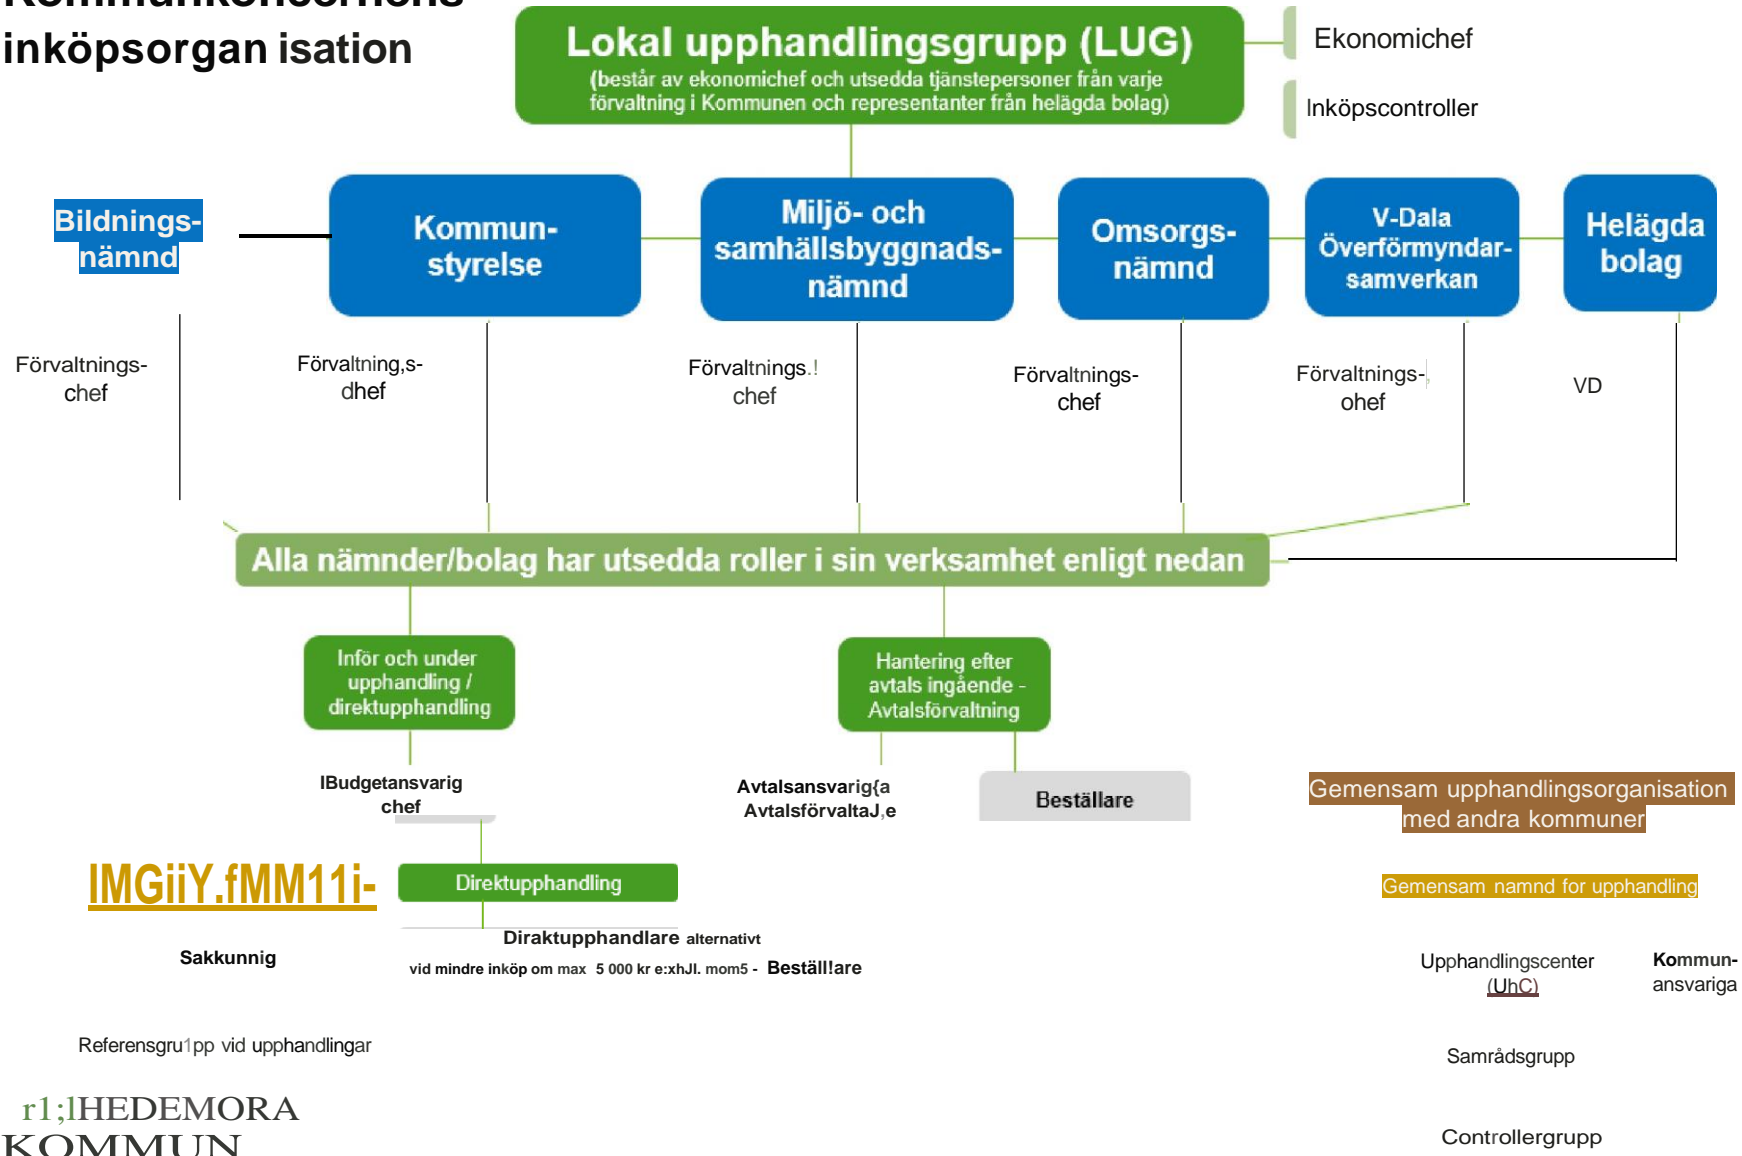 inköpsorgan isation
Lokal upphandlingsgrupp (LUG)
(består av ekonomichef och utsedda tjänstepersoner från varje
förvaltning i Kommunen och representanter från helägda bolag)
Ekonomichef
Inköpscontroller
Bildnings-
nämnd
Kommun-
styrelse
Miljö- och
samhällsbyggnads-
nämnd
Omsorgs-
nämnd
V-Dala
Överförmyndar-
samverkan
Helägda
bolag
Förvaltnings-
chef
Förvaltning,s-
dhef
Förvaltnings.!
chef
Förvaltnings-
chef
Förvaltnings-,
ohef
VD
Alla nämnder/bolag har utsedda roller i sin verksamhet enligt nedan
Inför och under
upphandling /
direktupphandling
Hantering efter
avtals ingående -
Avtalsförvaltning
IBudgetansvarig
chef
Avtalsansvarig{a
AvtalsförvaltaJ,e
Beställare
Gemensam upphandlingsorganisation
med andra kommuner
IMGiiY.fMM11i-
Direktupphandling
Gemensam namnd for upphandling
Sakkunnig
Diraktupphandlare alternativt
vid mindre inköp om max 5 000 kr e:xhJl. mom5 - Beställ!are
Upphandlingscenter
(UhC)
Kommun-
ansvariga
Referensgru1pp vid upphandlingar
Samrådsgrupp
r1;lHEDEMORA
KOMMUN
Controllergrupp